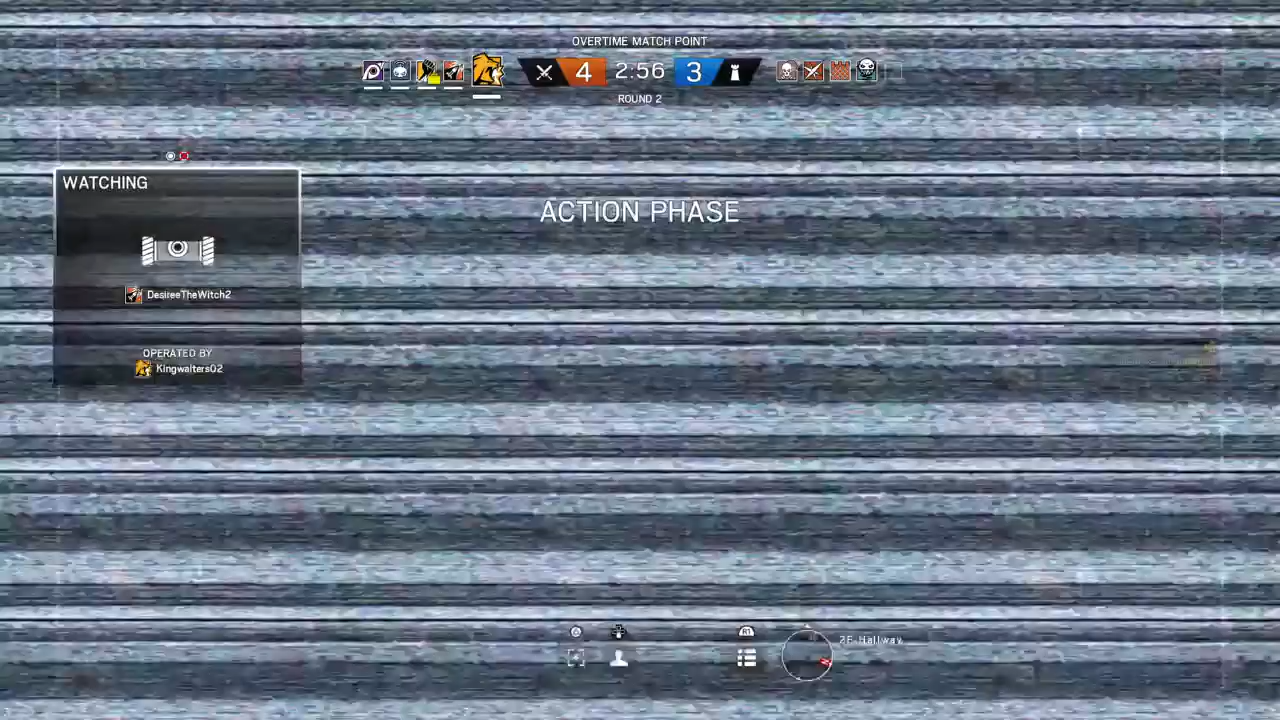 OVERTIME MATCH POINT
4 2:56 3
ROUND 2
WATCHING
ACTION PHASE
DesireeTheWitch2
OPERATED BY
Kingwalters02
R1
2F Hallway